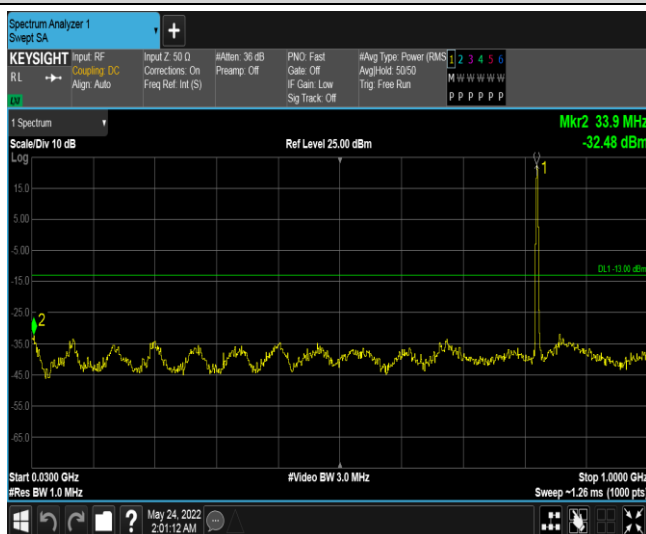 Spectrum Analyzer 1
Swept SA
+
KEYSIGHT
RL
Input: RF
Coupling: DC
Align: Auto
Input Z: 50 Ω
Corrections: On
Freq Ref: Int (S)
#Atten: 36 dB
Preamp: Off
PNO: Fast
Gate: Off
IF Gain: Low
Sig Track: Off
#Avg Type: Power (RMS
Avg|Hold: 50/50
Trig: Free Run
1 2 3 4 5 6
M W W W W W
P P P P P P
1 Spectrum
Mkr2 33.9 MHz
Scale/Div 10 dB
Ref Level 25.00 dBm
-32.48 dBm
Log
1
15.0
5.00
DL1 -13.00 dBm
-15.0
-25.0
2
-35.0
-45.0
-55.0
-65.0
Start 0.0300 GHz
#Video BW 3.0 MHz
Stop 1.0000 GHz
#Res BW 1.0 MHz
Sweep ~1.26 ms (1000 pts)
?
May 24, 2022
2:01:12 AM